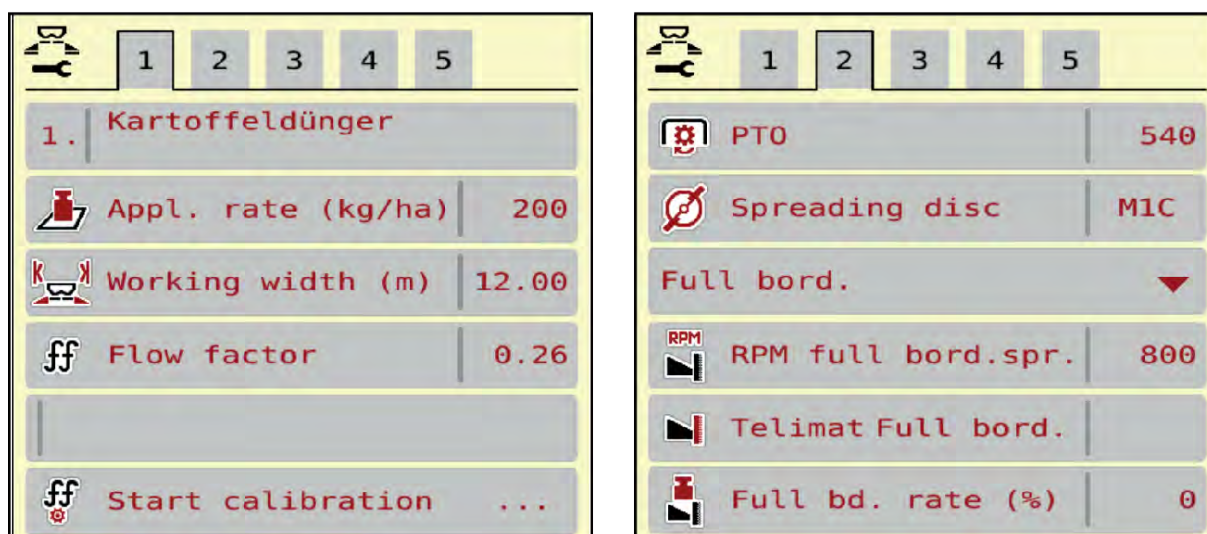 1 2 3 4 5
1. Kartoffeldünger
Appl. rate (kg/ha) 200
Working width (m) 12.00
ff Flow factor 0.26
ff Start calibration ...
1 2 3 4 5
PTO 540
Spreading disc M1C
Full bord.
RPM RPM full bord.spr. 800
Telimat Full bord.
Full bd. rate (%) 0